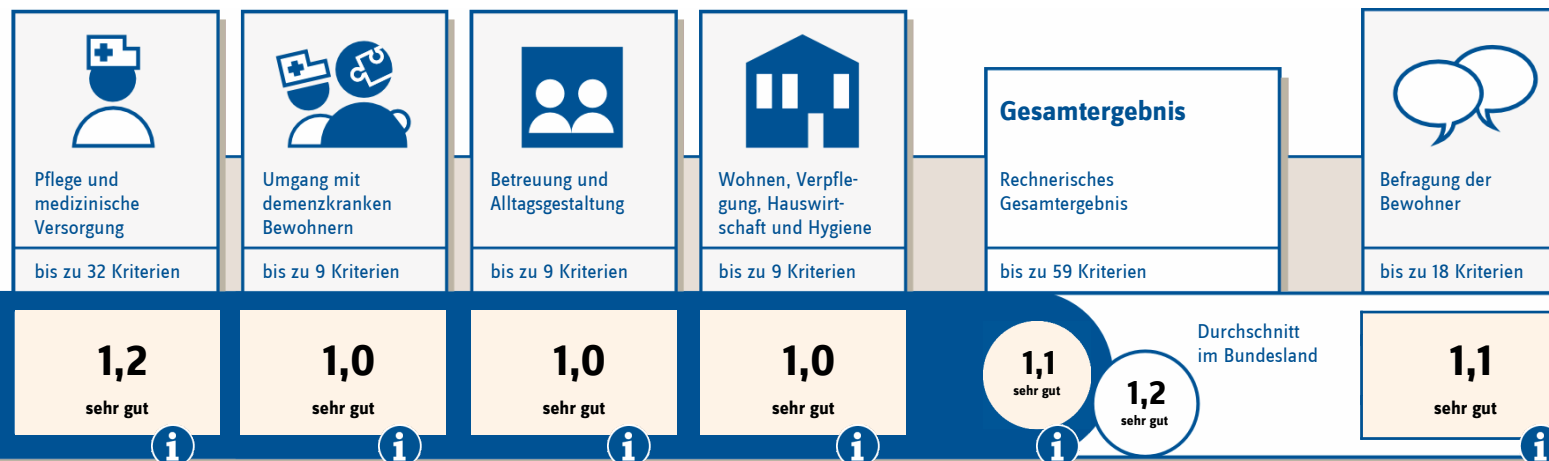 Pflege und
medizinische
Versorgung
bis zu 32 Kriterien
1,2
sehr gut
i
Umgang mit
demenzkranken
Bewohnern
bis zu 9 Kriterien
1,0
sehr gut
i
Betreuung und
Alltagsgestaltung
bis zu 9 Kriterien
1,0
sehr gut
i
Wohnen, Verpfle-
gung, Hauswirt-
schaft und Hygiene
bis zu 9 Kriterien
1,0
sehr gut
i
Gesamtergebnis
Rechnerisches
Gesamtergebnis
bis zu 59 Kriterien
1,1
sehr gut
i
1,2
sehr gut
Durchschnitt
im Bundesland
Befragung der
Bewohner
bis zu 18 Kriterien
1,1
sehr gut
i